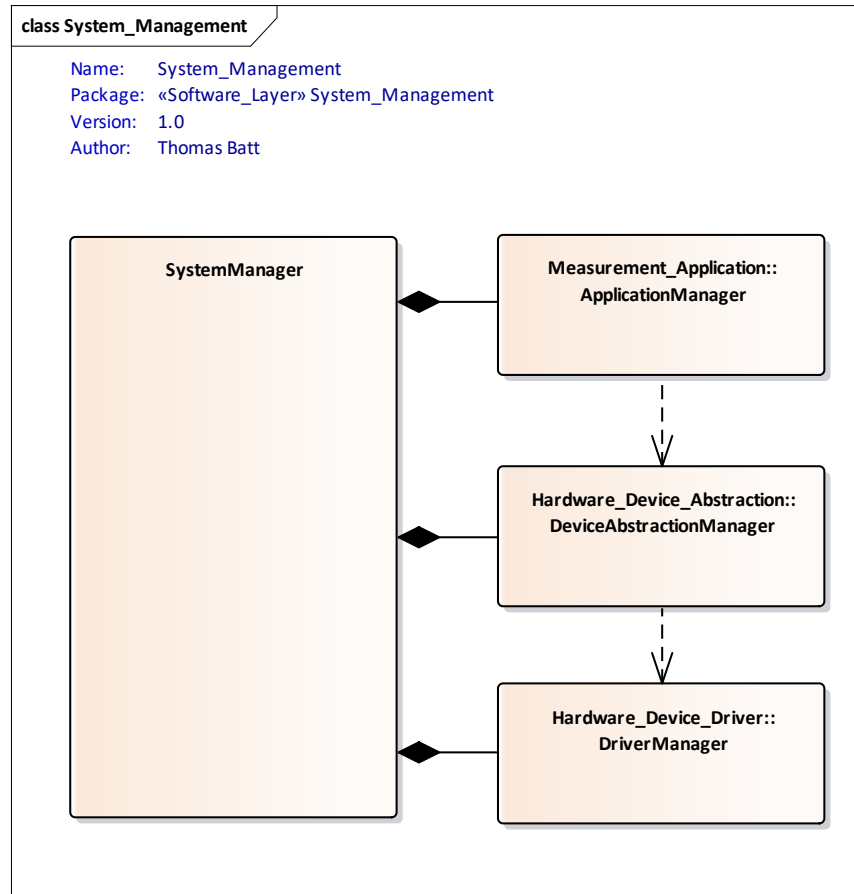 class System_Management
Name: System_Management
Package: «Software_Layer» System_Management
Version: 1.0
Author: Thomas Batt
SystemManager
Measurement_Application::
ApplicationManager
Hardware_Device_Abstraction::
DeviceAbstractionManager
Hardware_Device_Driver::
DriverManager